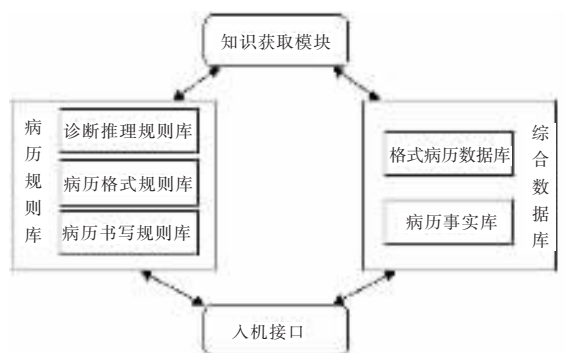 知识获取模块
病历规则库
诊断推理规则库
病历格式规则库
病历书写规则库
综合数据库
格式病历数据库
病历事实库
人机接口